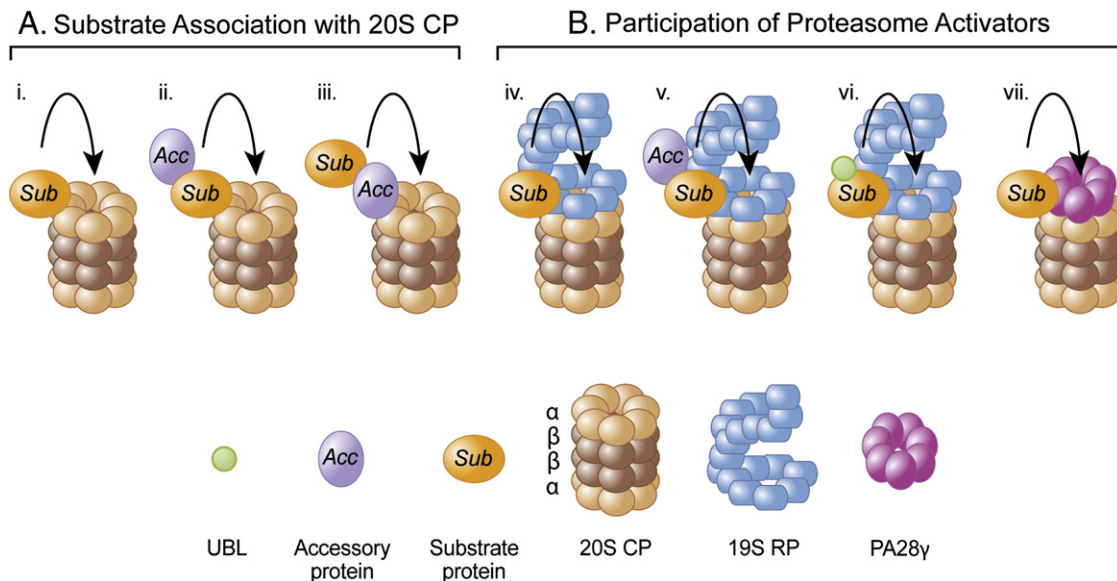 A. Substrate Association with 20S CP
B. Participation of Proteasome Activators
i.
ii.
iii.
iv.
v.
vi.
vii.
Sub
Acc
Sub
Sub
Acc
Sub
Acc
Sub
Sub
Sub
α
β
β
α
Acc
Sub
UBL
Accessory
protein
Substrate
protein
20S CP
19S RP
PA28γ